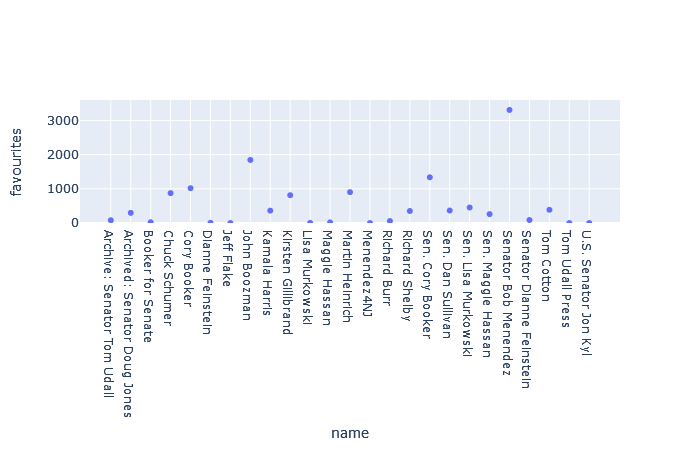 favourites
3000
2000
1000
0
Archive: Senator Tom Udall
Archived: Senator Doug Jones
Booker for Senate
Chuck Schumer
Cory Booker
Dianne Feinstein
Jeff Flake
John Boozman
Kamala Harris
Kirsten Gillibrand
Lisa Murkowski
Maggie Hassan
Martin Heinrich
Menendez4NJ
Richard Burr
Richard Shelby
Sen. Cory Booker
Sen. Dan Sullivan
Sen. Lisa Murkowski
Sen. Maggie Hassan
Senator Bob Menendez
Senator Dianne Feinstein
Tom Cotton
Tom Udall Press
U.S. Senator Jon Kyl
name